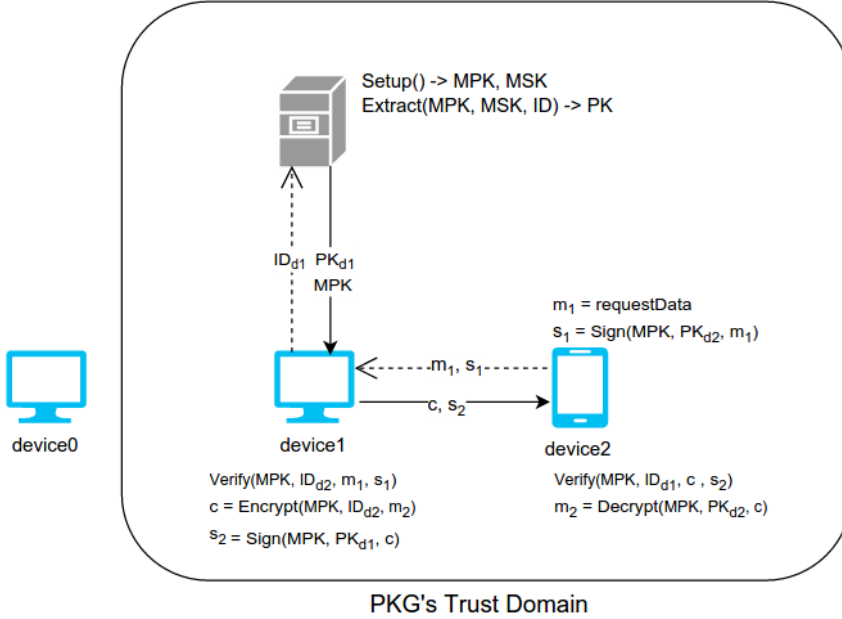 Setup() -> MPK, MSK
Extract(MPK, MSK, ID) -> PK
ID_d1 PK_d1
MPK
m_1 = requestData
s_1 = Sign(MPK, PK_d2, m_1)
m_1, s_1
c, s_2
device0
device1
device2
Verify(MPK, ID_d2, m_1, s_1)
c = Encrypt(MPK, ID_d2, m_2)
s_2 = Sign(MPK, PK_d1, c)
Verify(MPK, ID_d1, c , s_2)
m_2 = Decrypt(MPK, PK_d2, c)
PKG's Trust Domain